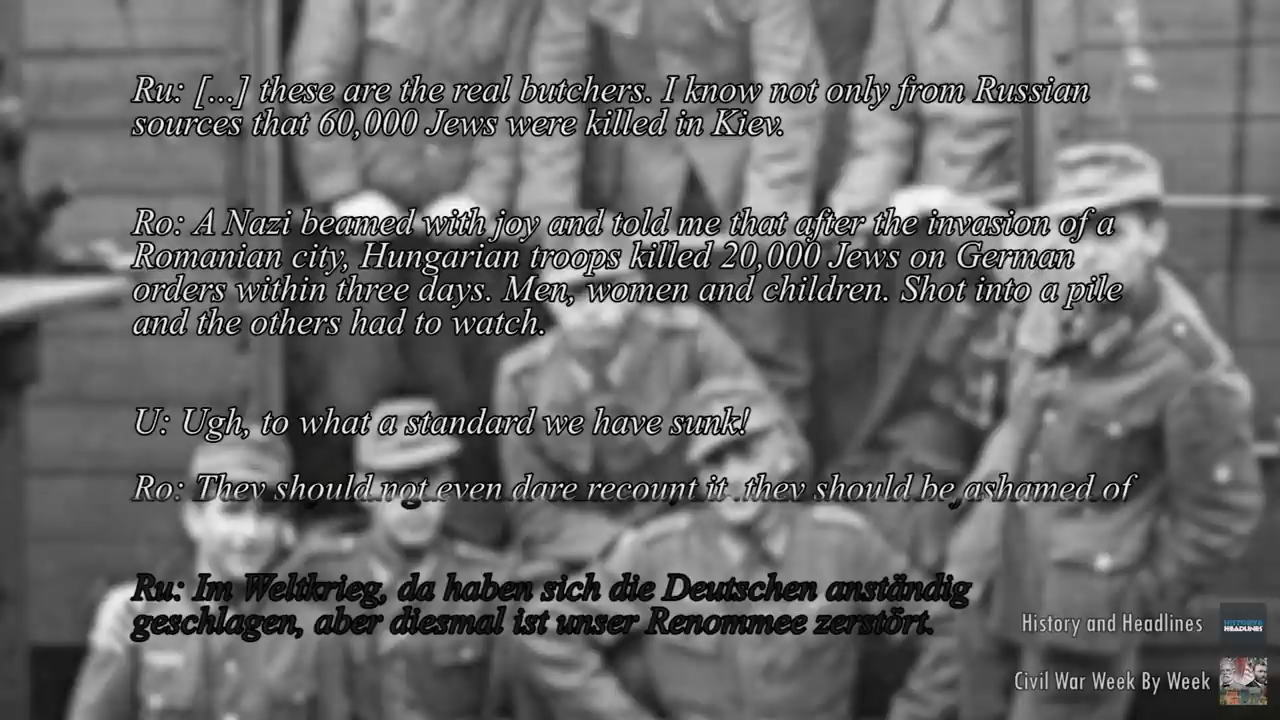 Ru: [...] these are the real butchers. I know not only from Russian
sources that 60,000 Jews were killed in Kiev.
Ro: A Nazi beamed with joy and told me that after the invasion of a
Romanian city, Hungarian troops killed 20,000 Jews on German
orders within three days. Men, women and children. Shot into a pile
and the others had to watch.
U: Ugh, to what a standard we have sunk!
Ro: They should not even dare recount it, they should be ashamed of
Ru: Im Weltkrieg, da haben sich die Deutschen anständig
geschlagen, aber diesmal ist unser Renommee zerstört.
History and Headlines
HISTORY &
HEADLINES
Civil War Week By Week